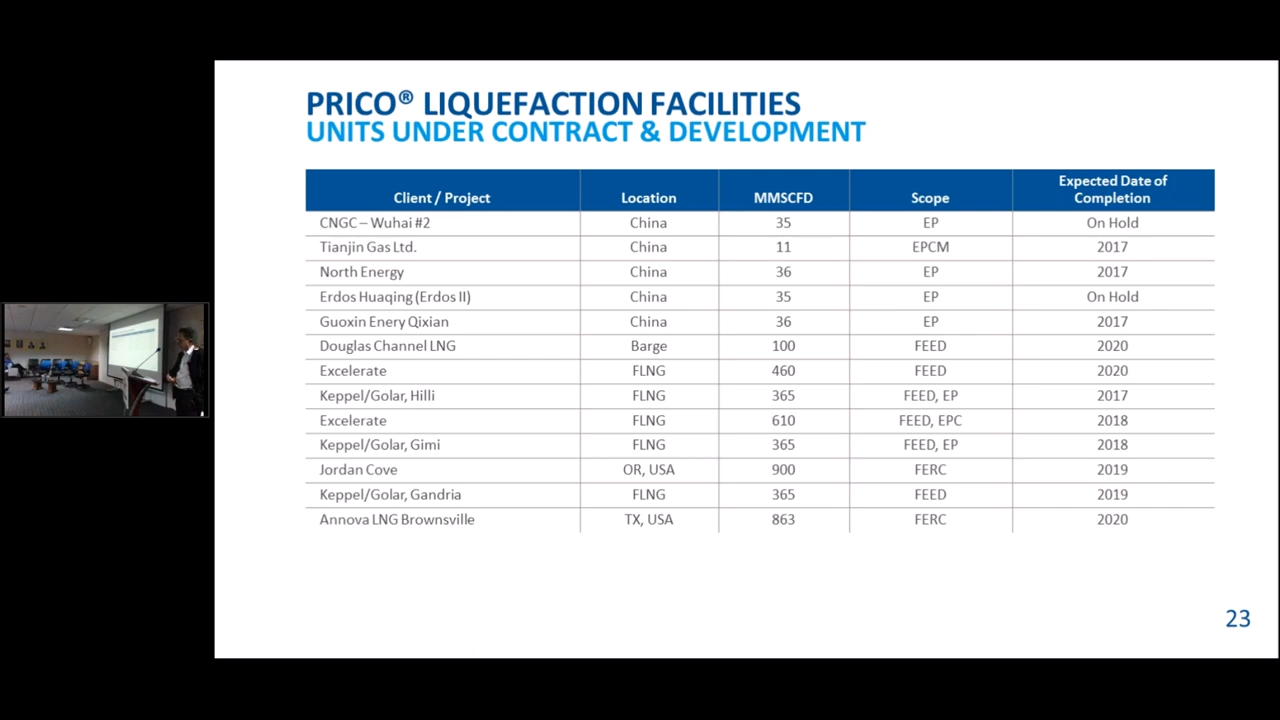 PRICO® LIQUEFACTION FACILITIES
UNITS UNDER CONTRACT & DEVELOPMENT
Client / Project Location MMSCFD Scope Expected Date of Completion
CNGC – Wuhai #2 China 35 EP On Hold
Tianjin Gas Ltd. China 11 EPCM 2017
North Energy China 36 EP 2017
Erdos Huaqing (Erdos II) China 35 EP On Hold
Guoxin Enery Qixian China 36 EP 2017
Douglas Channel LNG Barge 100 FEED 2020
Excelerate FLNG 460 FEED 2020
Keppel/Golar, Hilli FLNG 365 FEED, EP 2017
Excelerate FLNG 610 FEED, EPC 2018
Keppel/Golar, Gimi FLNG 365 FEED, EP 2018
Jordan Cove OR, USA 900 FERC 2019
Keppel/Golar, Gandria FLNG 365 FEED 2019
Annova LNG Brownsville TX, USA 863 FERC 2020
23